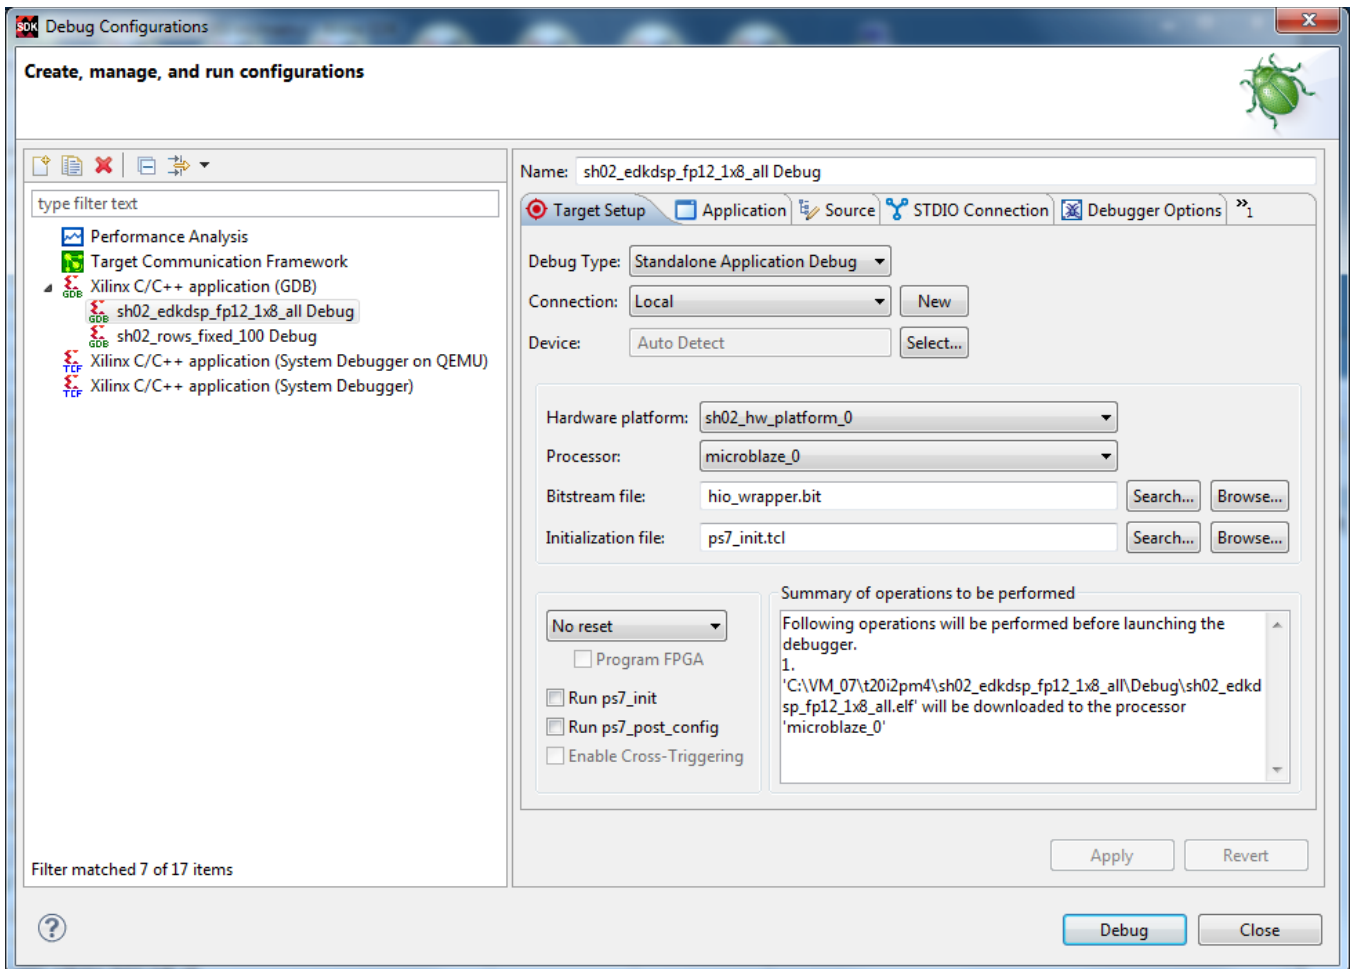 SDK Debug Configurations
Create, manage, and run configurations
type filter text
Performance Analysis
Target Communication Framework
GDB Xilinx C/C++ application (GDB)
GDB sh02_edkdsp_fp12_1x8_all Debug
GDB sh02_rows_fixed_100 Debug
TCF Xilinx C/C++ application (System Debugger on QEMU)
TCF Xilinx C/C++ application (System Debugger)
Filter matched 7 of 17 items
Name: sh02_edkdsp_fp12_1x8_all Debug
Target Setup Application Source STDIO Connection Debugger Options »1
Debug Type: Standalone Application Debug
Connection: Local New
Device: Auto Detect Select...
Hardware platform: sh02_hw_platform_0
Processor: microblaze_0
Bitstream file: hio_wrapper.bit Search... Browse...
Initialization file: ps7_init.tcl Search... Browse...
No reset
Program FPGA
Run ps7_init
Run ps7_post_config
Enable Cross-Triggering
Summary of operations to be performed
Following operations will be performed before launching the
debugger.
1.
'C:\VM_07\t20i2pm4\sh02_edkdsp_fp12_1x8_all\Debug\sh02_edkd
sp_fp12_1x8_all.elf' will be downloaded to the processor
'microblaze_0'
Apply Revert
? Debug Close